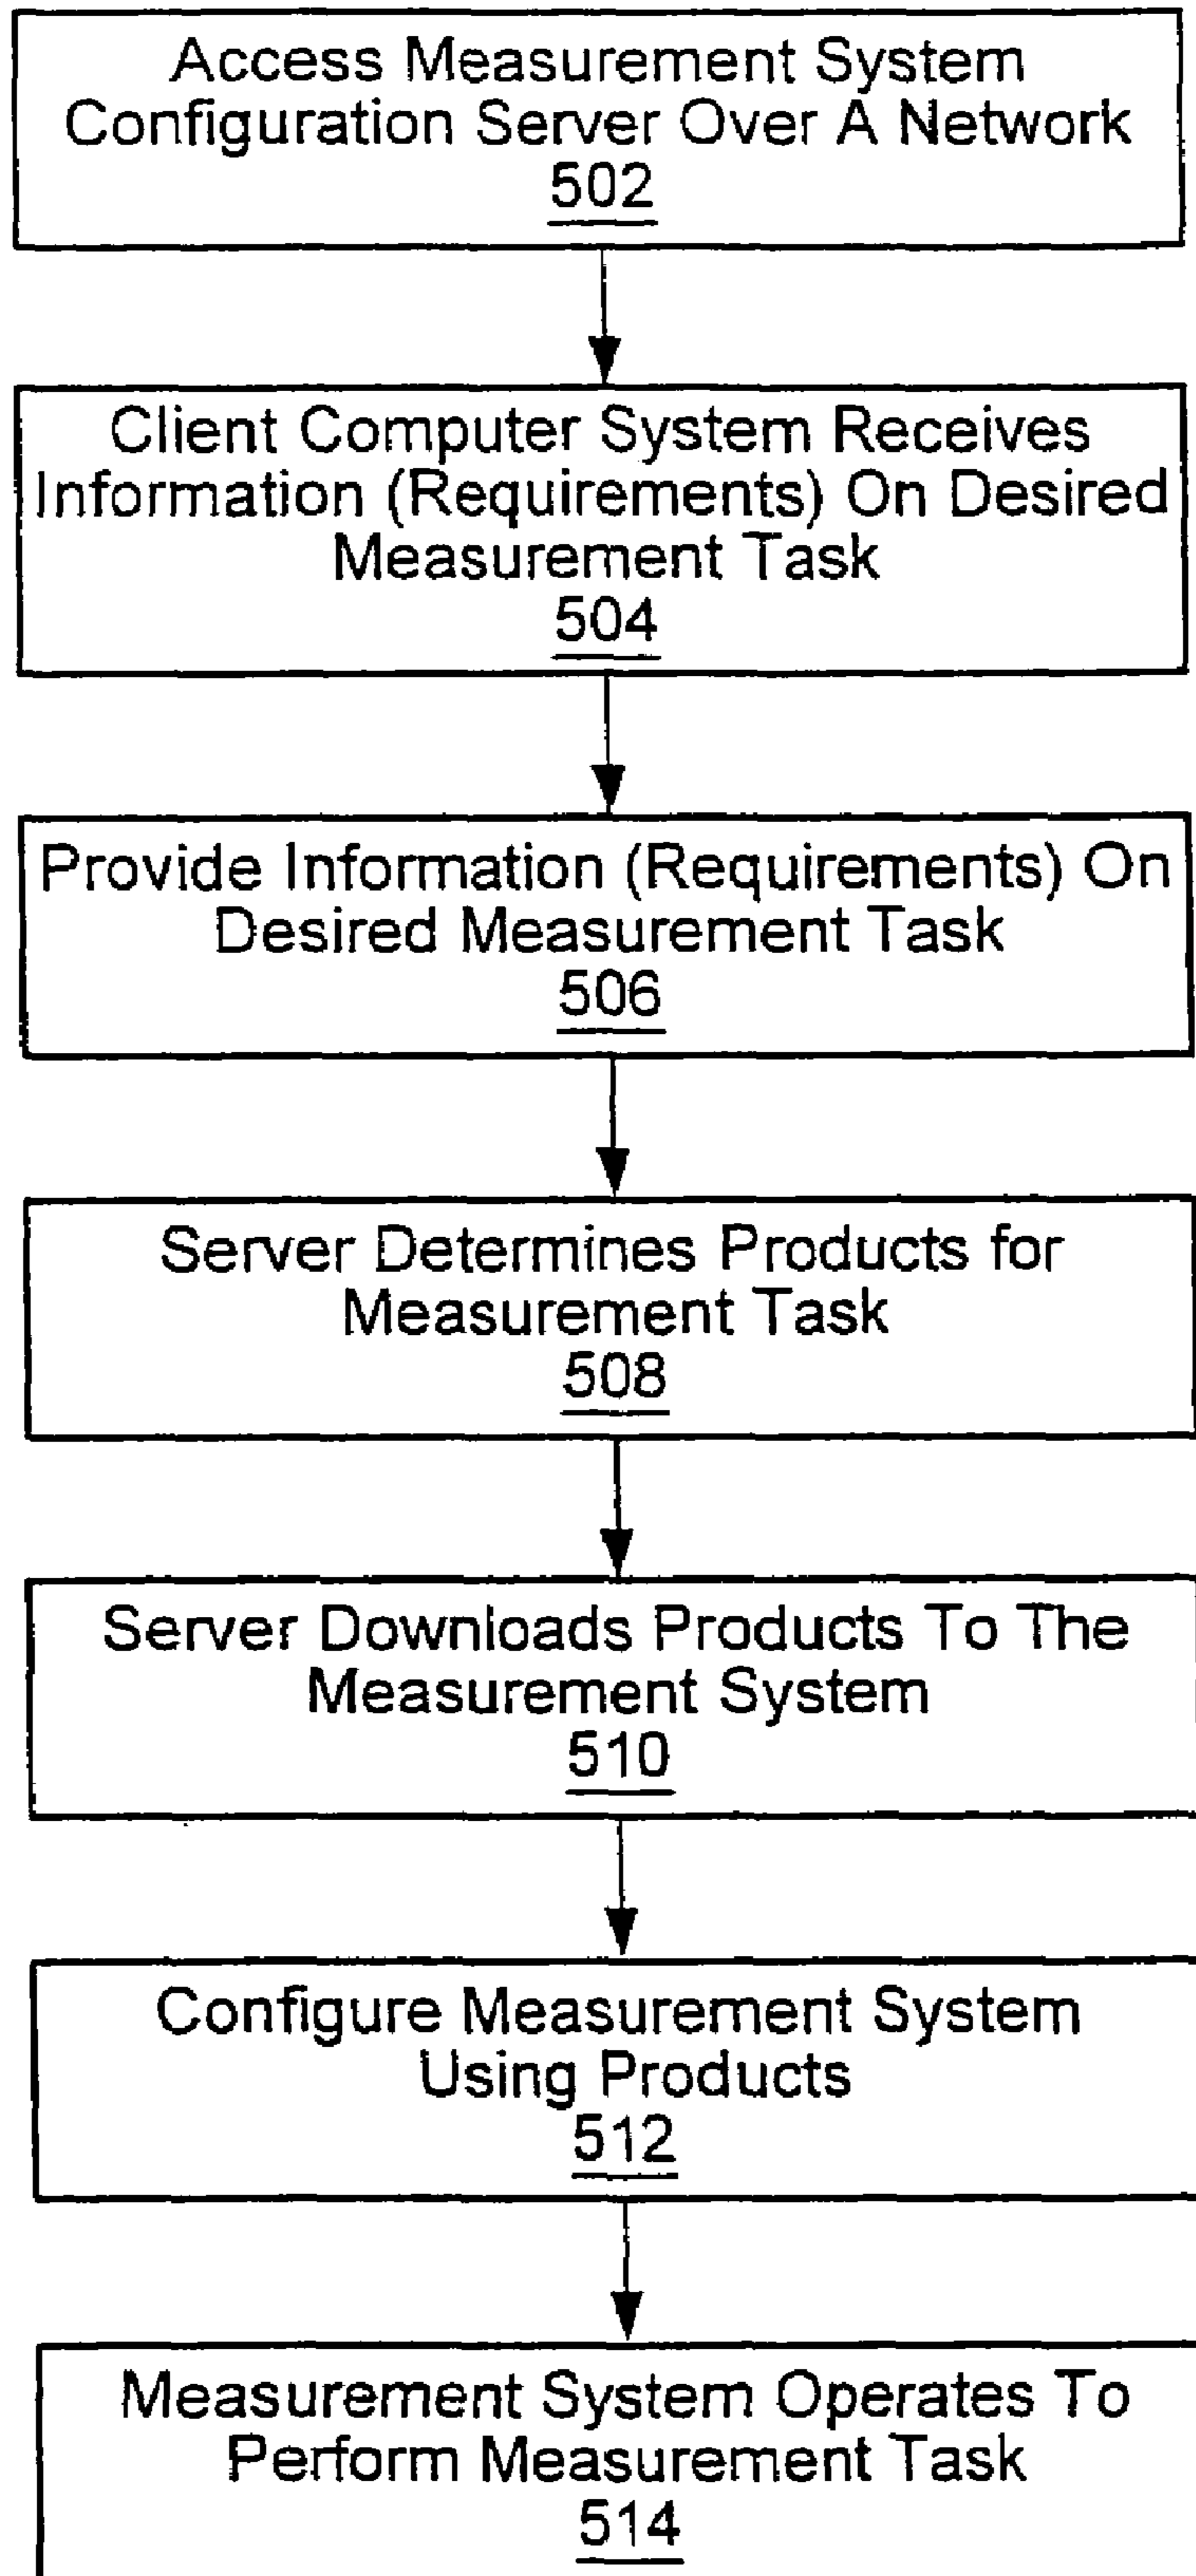 Access Measurement System
Configuration Server Over A Network
502
Client Computer System Receives
Information (Requirements) On Desired
Measurement Task
504
Provide Information (Requirements) On
Desired Measurement Task
506
Server Determines Products for
Measurement Task
508
Server Downloads Products To The
Measurement System
510
Configure Measurement System
Using Products
512
Measurement System Operates To
Perform Measurement Task
514